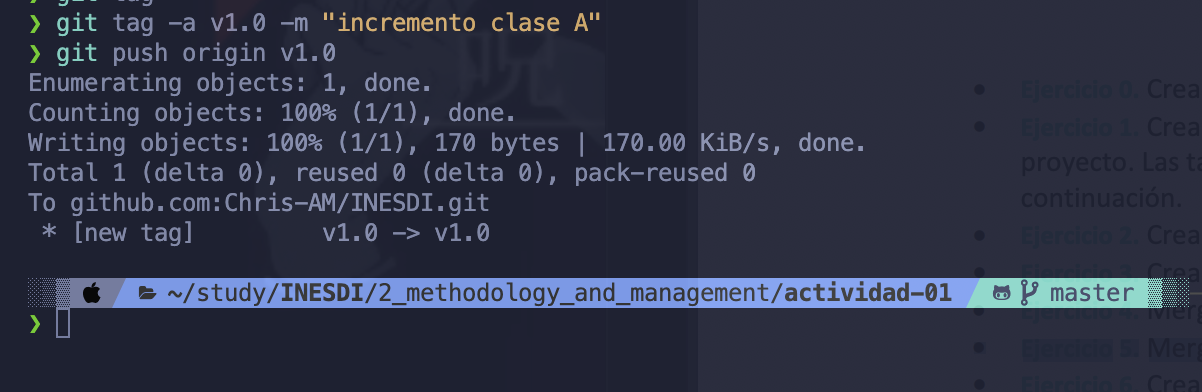 git tag
❯ git tag -a v1.0 -m "incremento clase A"
❯ git push origin v1.0
Enumerating objects: 1, done.
Counting objects: 100% (1/1), done.
Writing objects: 100% (1/1), 170 bytes | 170.00 KiB/s, done.
Total 1 (delta 0), reused 0 (delta 0), pack-reused 0
To github.com:Chris-AM/INESDI.git
* [new tag] v1.0 -> v1.0
~/study/INESDI/2_methodology_and_management/actividad-01 master
❯
Ejercicio 0. Crea
Ejercicio 1. Crea
proyecto. Las ta
continuación.
Ejercicio 2. Crea
Ejercicio 3. Crea
Ejercicio 4. Merg
Ejercicio 5. Merg
Ejercicio 6. Crea